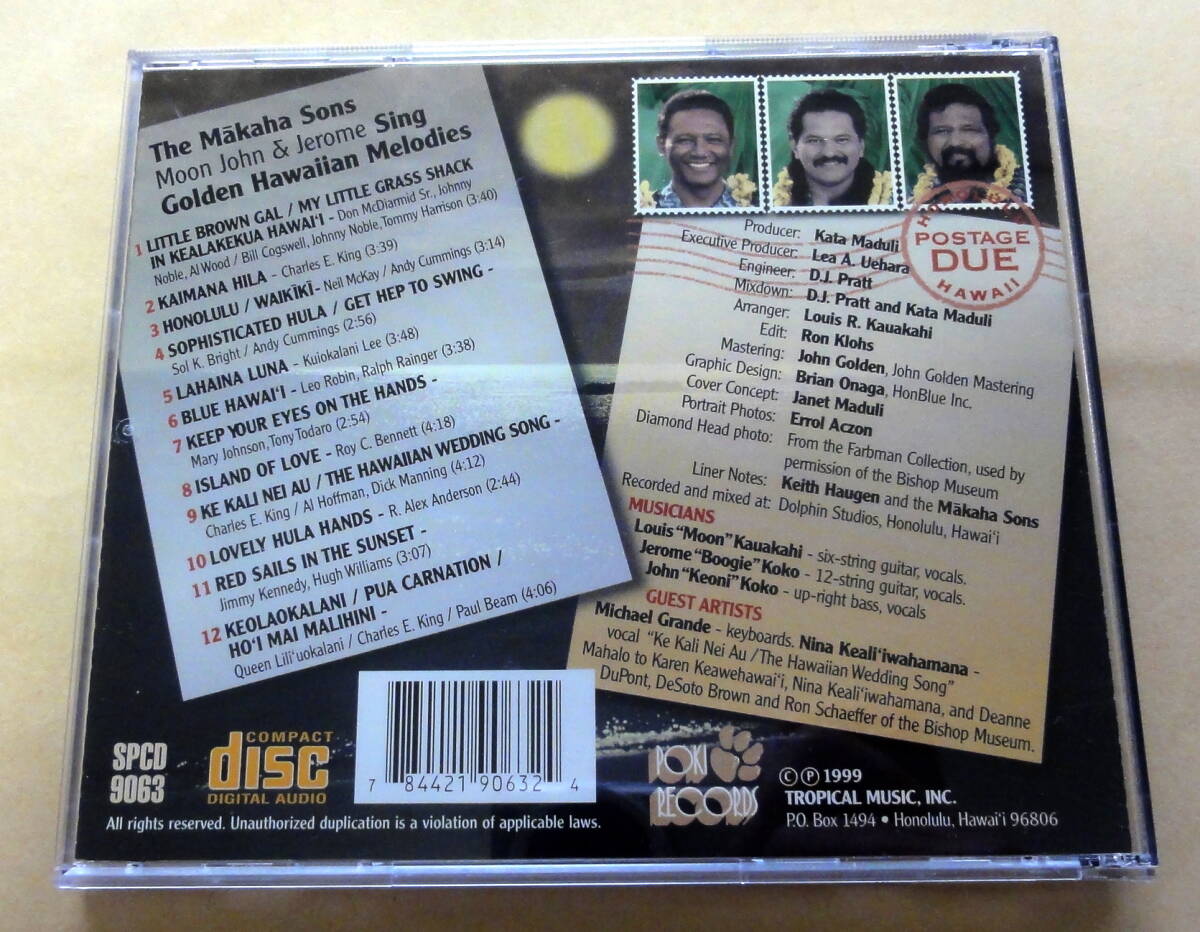 The Mākaha Sons
Moon John & Jerome Sing
Golden Hawaiian Melodies
1 LITTLE BROWN GAL / MY LITTLE GRASS SHACK
IN KEALAKEKUA HAWAI‘I - Don McDiarmid Sr., Johnny
Noble, Al Wood / Bill Cogswell, Johnny Noble, Tommy Harrison (3:40)
2 KAIMANA HILA - Charles E. King (3:39)
3 HONOLULU / WAIKĪKĪ - Neil McKay / Andy Cummings (3:14)
4 SOPHISTICATED HULA / GET HEP TO SWING -
Sol K. Bright / Andy Cummings (2:56)
5 LAHAINA LUNA - Kuiokalani Lee (3:48)
6 BLUE HAWAI‘I - Leo Robin, Ralph Rainger (3:38)
7 KEEP YOUR EYES ON THE HANDS -
Mary Johnson, Tony Todaro (2:54)
8 ISLAND OF LOVE - Roy C. Bennett (4:18)
9 KE KALI NEI AU / THE HAWAIIAN WEDDING SONG -
Charles E. King / Al Hoffman, Dick Manning (4:12)
10 LOVELY HULA HANDS - R. Alex Anderson (2:44)
11 RED SAILS IN THE SUNSET -
Jimmy Kennedy, Hugh Williams (3:07)
12 KEOLAOKALANI / PUA CARNATION /
HO‘I MAI MALIHINI -
Queen Lili‘uokalani / Charles E. King / Paul Beam (4:06)
POSTAGE
DUE
HAWAII
Producer: Kata Maduli
Executive Producer: Lea A. Uehara
Engineer: D.J. Pratt
Mixdown: D.J. Pratt and Kata Maduli
Arranger: Louis R. Kauakahi
Edit: Ron Klohs
Mastering: John Golden, John Golden Mastering
Graphic Design: Brian Onaga, HonBlue Inc.
Cover Concept: Janet Maduli
Portrait Photos: Errol Aczon
Diamond Head photo: From the Farbman Collection, used by
permission of the Bishop Museum
Liner Notes: Keith Haugen and the Mākaha Sons
Recorded and mixed at: Dolphin Studios, Honolulu, Hawai‘i
MUSICIANS
Louis "Moon" Kauakahi - six-string guitar, vocals.
Jerome "Boogie" Koko - 12-string guitar, vocals.
John "Keoni" Koko - up-right bass, vocals
GUEST ARTISTS
Michael Grande - keyboards. Nina Keali‘iwahamana -
vocal "Ke Kali Nei Au / The Hawaiian Wedding Song"
Mahalo to Karen Keawehawai‘i, Nina Keali‘iwahamana, and Deanne
DuPont, DeSoto Brown and Ron Schaeffer of the Bishop Museum.
SPCD
9063
COMPACT
disc
DIGITAL AUDIO
7 84421 90632 4
POKI
RECORDS
© ℗ 1999
TROPICAL MUSIC, INC.
P.O. Box 1494 • Honolulu, Hawai‘i 96806
All rights reserved. Unauthorized duplication is a violation of applicable laws.